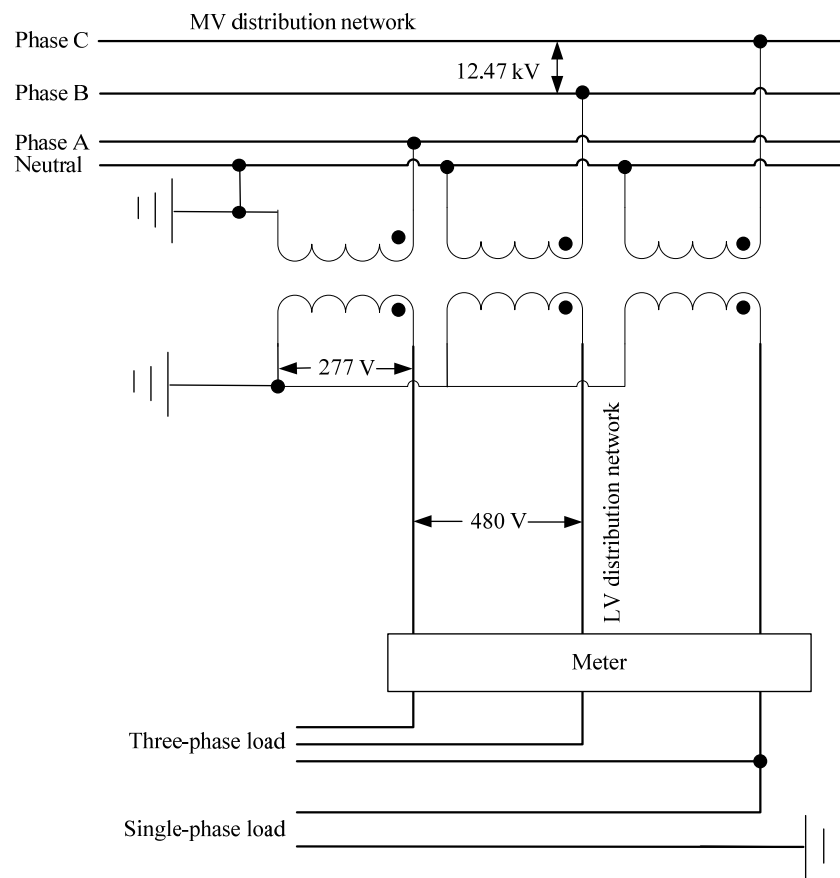 MV distribution network
Phase C
12.47 kV
Phase B
Phase A
Neutral
277 V
480 V
LV distribution network
Meter
Three-phase load
Single-phase load